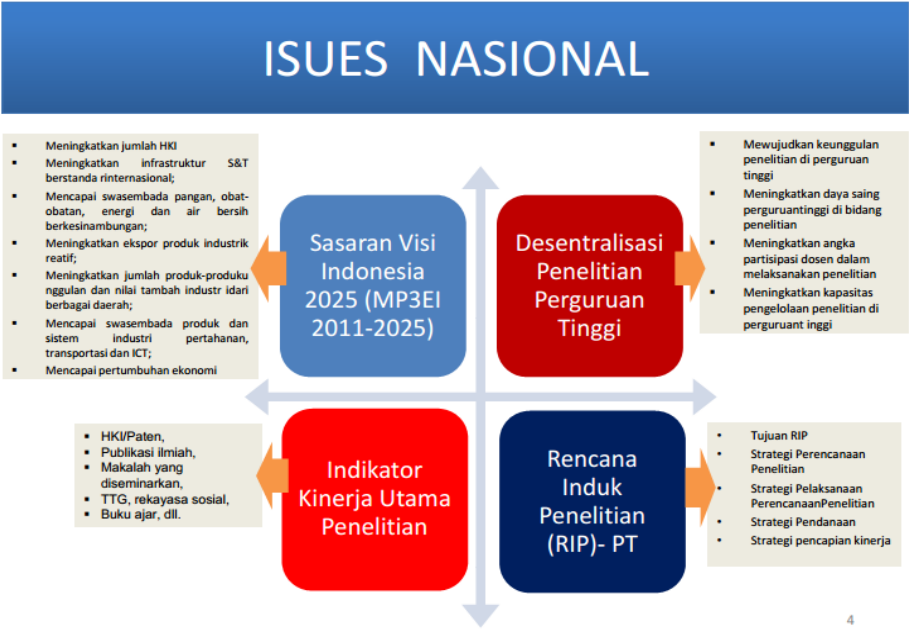 ISUES NASIONAL
Meningkatkan jumlah HKI
Meningkatkan infrastruktur S&T
berstanda rinternasional;
Mencapai swasembada pangan, obat-
obatan, energi dan air bersih
berkesinambungan;
Meningkatkan ekspor produk industrik
reatif;
Meningkatkan jumlah produk-produku
nggulan dan nilai tambah industr idari
berbagai daerah;
Mencapai swasembada produk dan
sistem industri pertahanan,
transportasi dan ICT;
Mencapai pertumbuhan ekonomi
Sasaran Visi
Indonesia
2025 (MP3EI
2011-2025)
Desentralisasi
Penelitian
Perguruan
Tinggi
Mewujudkan keunggulan
penelitian di perguruan
tinggi
Meningkatkan daya saing
perguruantinggi di bidang
penelitian
Meningkatkan angka
partisipasi dosen dalam
melaksanakan penelitian
Meningkatkan kapasitas
pengelolaan penelitian di
perguruant inggi
HKI/Paten,
Publikasi ilmiah,
Makalah yang
diseminarkan,
TTG, rekayasa sosial,
Buku ajar, dll.
Indikator
Kinerja Utama
Penelitian
Rencana
Induk
Penelitian
(RIP)- PT
Tujuan RIP
Strategi Perencanaan
Penelitian
Strategi Pelaksanaan
PerencanaanPenelitian
Strategi Pendanaan
Strategi pencapian kinerja
4